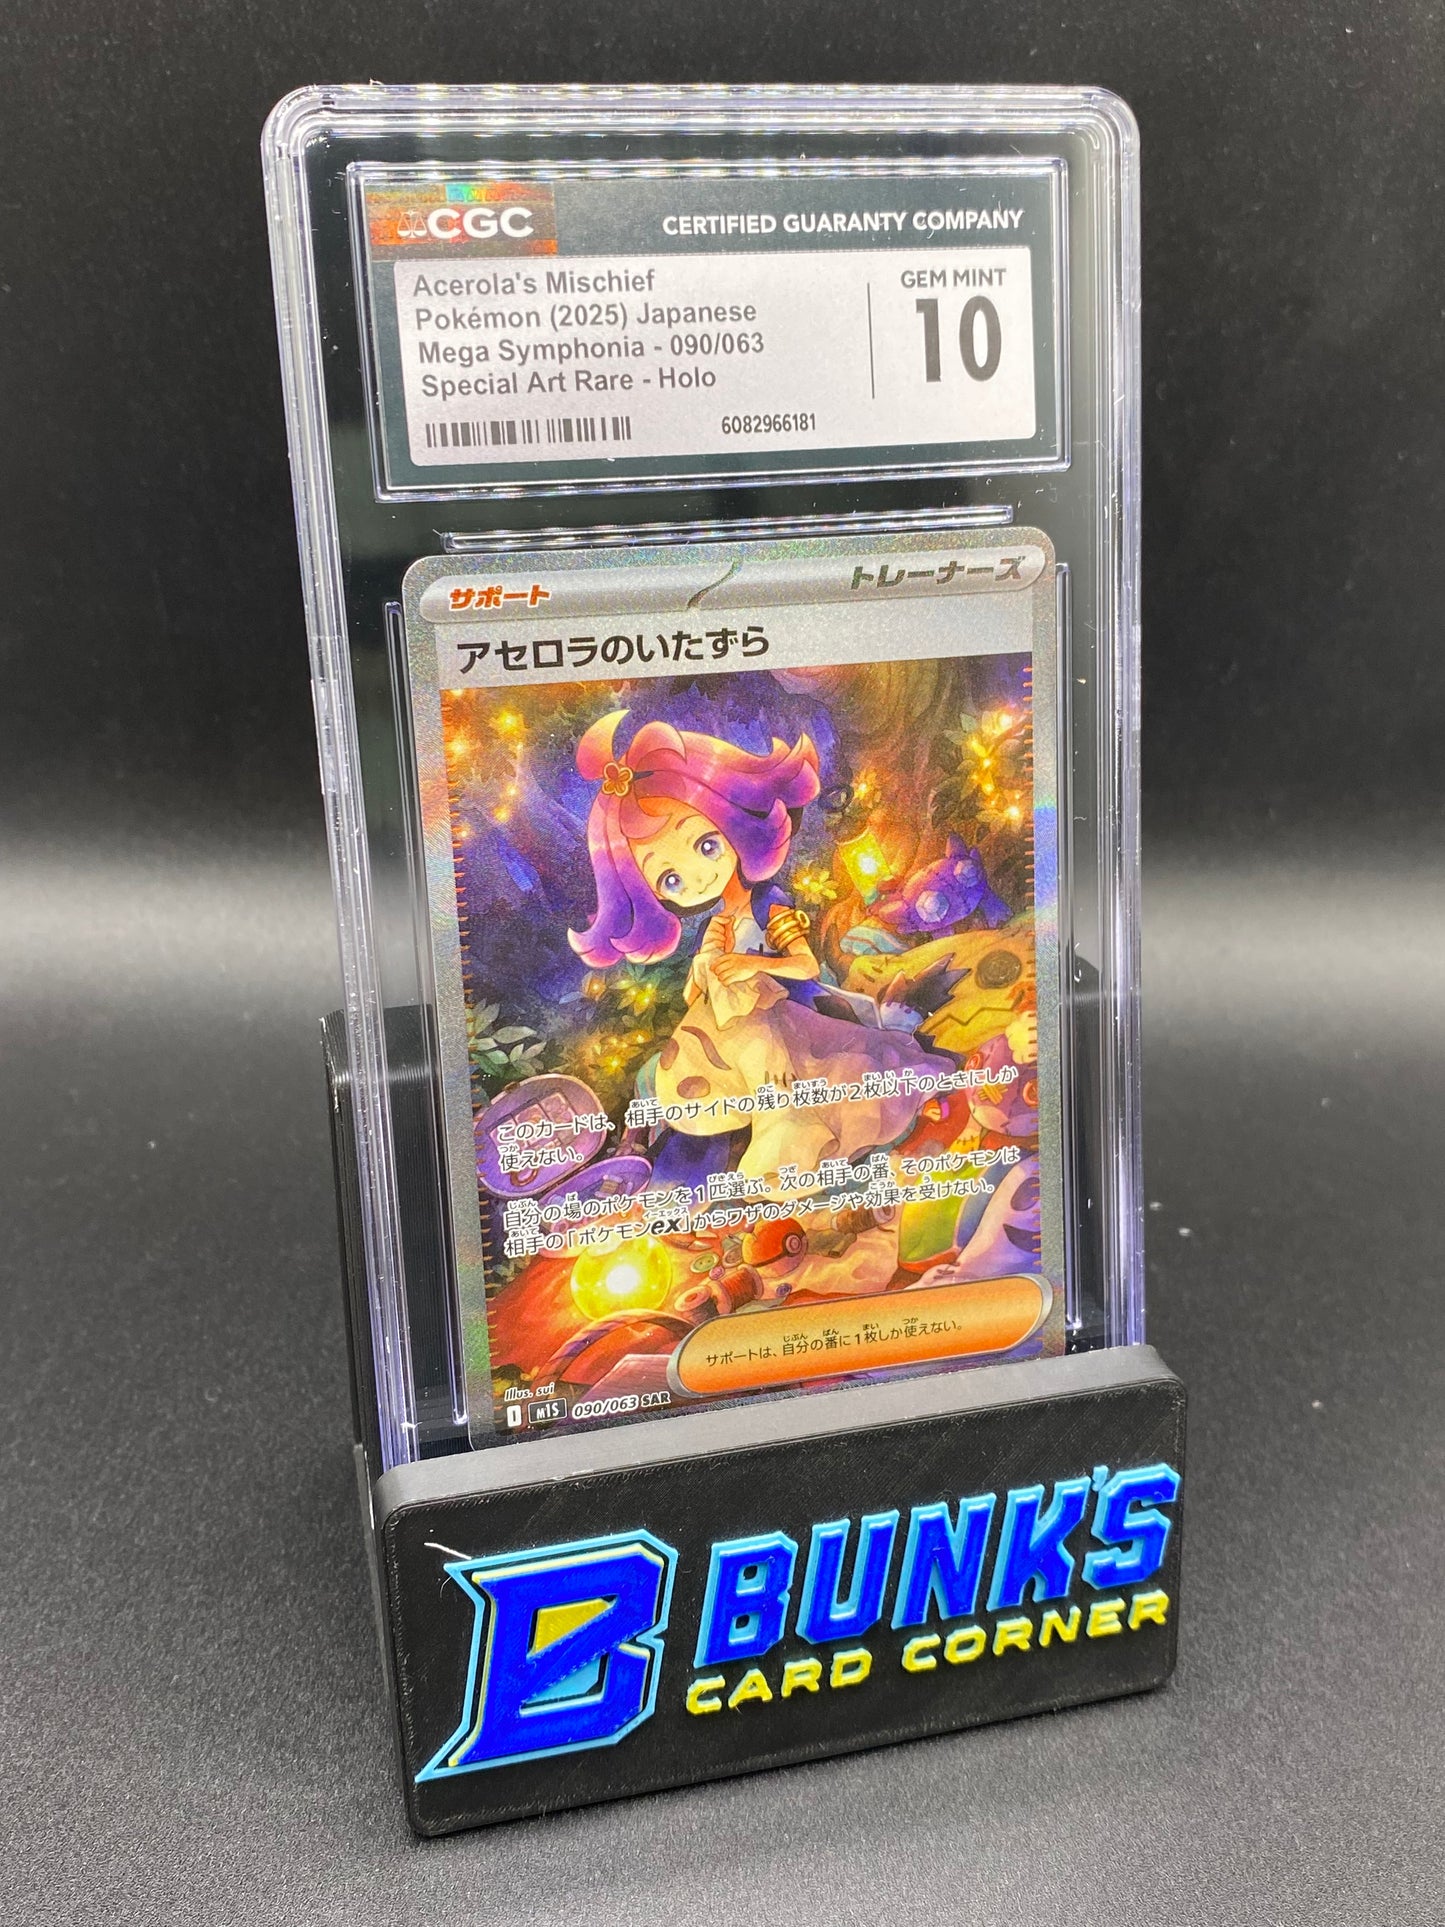 CGC
CERTIFIED GUARANTY COMPANY
Acerola's Mischief
Pokémon (2025) Japanese
Mega Symphonia - 090/063
Special Art Rare - Holo
GEM MINT
10
6082966181
サポート
トレーナーズ
アセロラのいたずら
このカードは、相手のサイドの残り枚数が2枚以下のときにしか
使えない。
自分の場のポケモンを1匹選ぶ。次の相手の番、そのポケモンは
相手の「ポケモンex」からワザのダメージや効果を受けない。
サポートは、自分の番に1枚しか使えない。
Illus. sui
I M1S 090/063 SAR
B BUNK'S
CARD CORNER